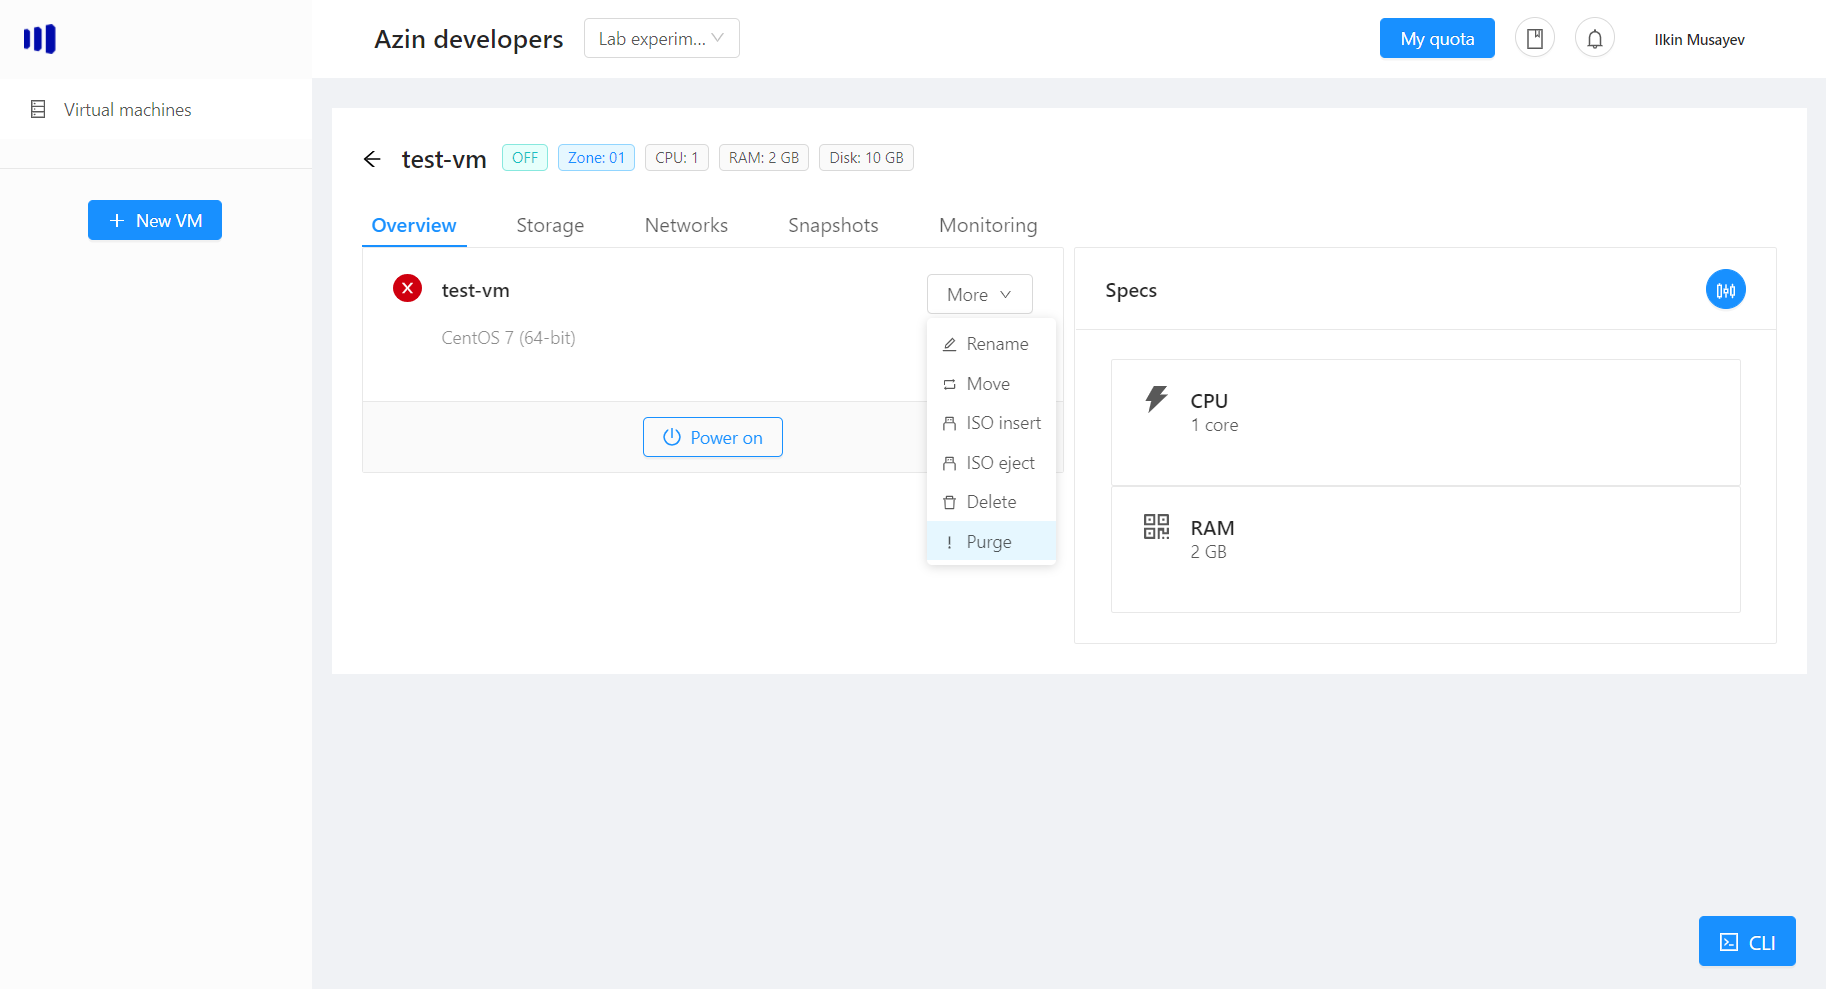 Azin developers
Lab experim...
My quota
Ilkin Musayev
Virtual machines
New VM
test-vm
OFF
Zone: 01
CPU: 1
RAM: 2 GB
Disk: 10 GB
Overview
Storage
Networks
Snapshots
Monitoring
test-vm
CentOS 7 (64-bit)
Power on
More
Rename
Move
ISO insert
ISO eject
Delete
Purge
Specs
CPU
1 core
RAM
2 GB
CLI